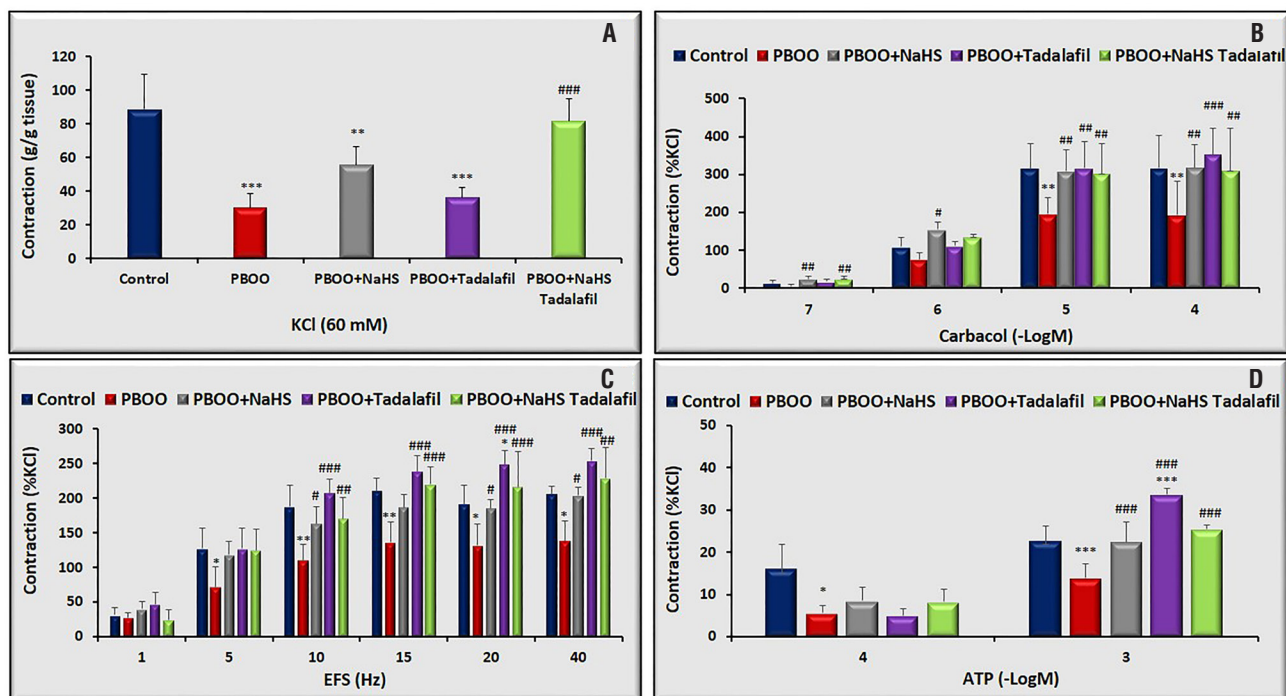 A
Contraction (g/g tissue)
120
100
80
60
40
20
0
***
**
***
###
Control
PBOO
PBOO+NaHS
PBOO+Tadalafil
PBOO+NaHS
Tadalafil
KCl (60 mM)
B
Control PBOO PBOO+NaHS PBOO+Tadalafil PBOO+NaHS Tadalafil
Contraction (%KCl)
500
400
300
200
100
0
## ##
#
** ## ## ##
** ## ### ##
7 6 5 4
Carbacol (-LogM)
C
Control PBOO PBOO+NaHS PBOO+Tadalafil PBOO+NaHS Tadalafil
Contraction (%KCl)
300
250
200
150
100
50
0
*
** # ### ##
** ### ###
* # ### * ###
* # ### ##
1 5 10 15 20 40
EFS (Hz)
D
Control PBOO PBOO+NaHS PBOO+Tadalafil PBOO+NaHS Tadalafil
Contraction (%KCl)
50
40
30
20
10
0
*
*** ### ### *** ###
4 3
ATP (-LogM)